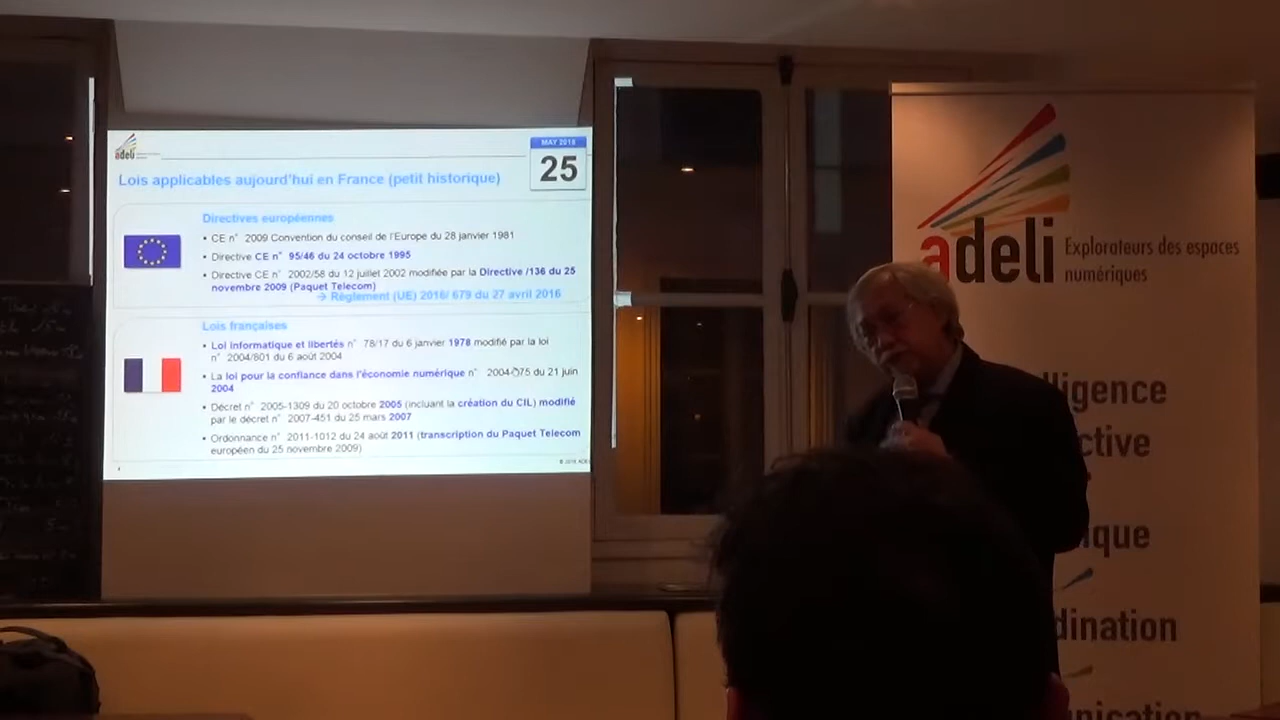 adeli
MAY 2018
25
Lois applicables aujourd'hui en France (petit historique)
Directives européennes
• CE n° 2009 Convention du conseil de l'Europe du 28 janvier 1981
• Directive CE n° 95/46 du 24 octobre 1995
• Directive CE n° 2002/58 du 12 juillet 2002 modifiée par la Directive /136 du 25
novembre 2009 (Paquet Telecom)
→ Règlement (UE) 2016/ 679 du 27 avril 2016
Lois françaises
• Loi informatique et libertés n° 78/17 du 6 janvier 1978 modifié par la loi
n° 2004/801 du 6 août 2004
• La loi pour la confiance dans l'économie numérique n° 2004-575 du 21 juin
2004
• Décret n° 2005-1309 du 20 octobre 2005 (incluant la création du CIL) modifié
par le décret n° 2007-451 du 25 mars 2007
• Ordonnance n° 2011-1012 du 24 août 2011 (transcription du Paquet Telecom
européen du 25 novembre 2009)
adeli
Explorateurs des espaces
numériques
lligence
ctive
ique
dination
nication